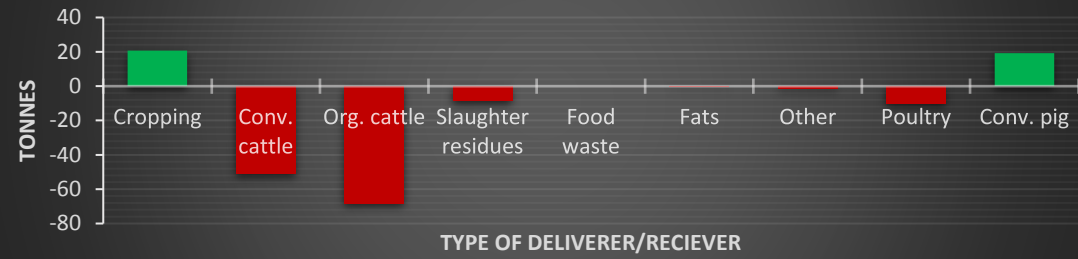 40
20
0
-20
-40
-60
-80
TONNES
Cropping
Conv.
cattle
Org. cattle
Slaughter
residues
Food
waste
Fats
Other
Poultry
Conv. pig
TYPE OF DELIVERER/RECIEVER